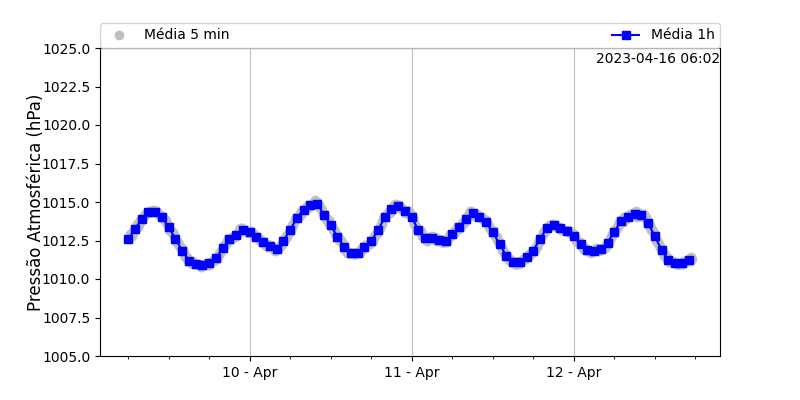 Média 5 min
Média 1h
2023-04-16 06:02
Pressão Atmosférica (hPa)
1025.0
1022.5
1020.0
1017.5
1015.0
1012.5
1010.0
1007.5
1005.0
10 - Apr
11 - Apr
12 - Apr